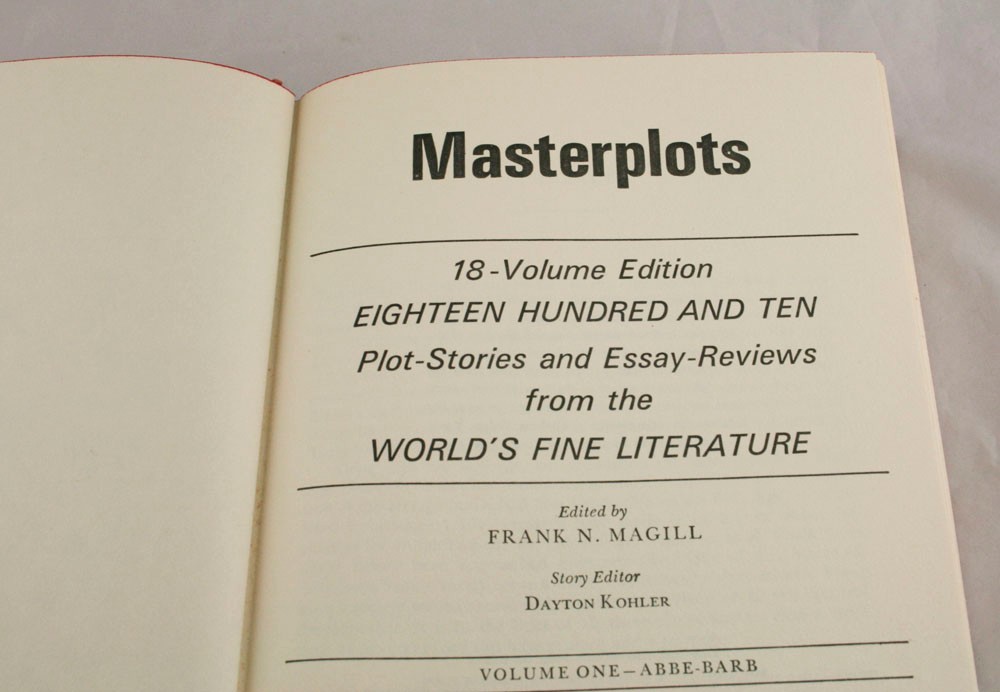 Masterplots
18-Volume Edition
EIGHTEEN HUNDRED AND TEN
Plot-Stories and Essay-Reviews
from the
WORLD'S FINE LITERATURE
Edited by
FRANK N. MAGILL
Story Editor
DAYTON KOHLER
VOLUME ONE—ABBE-BARB